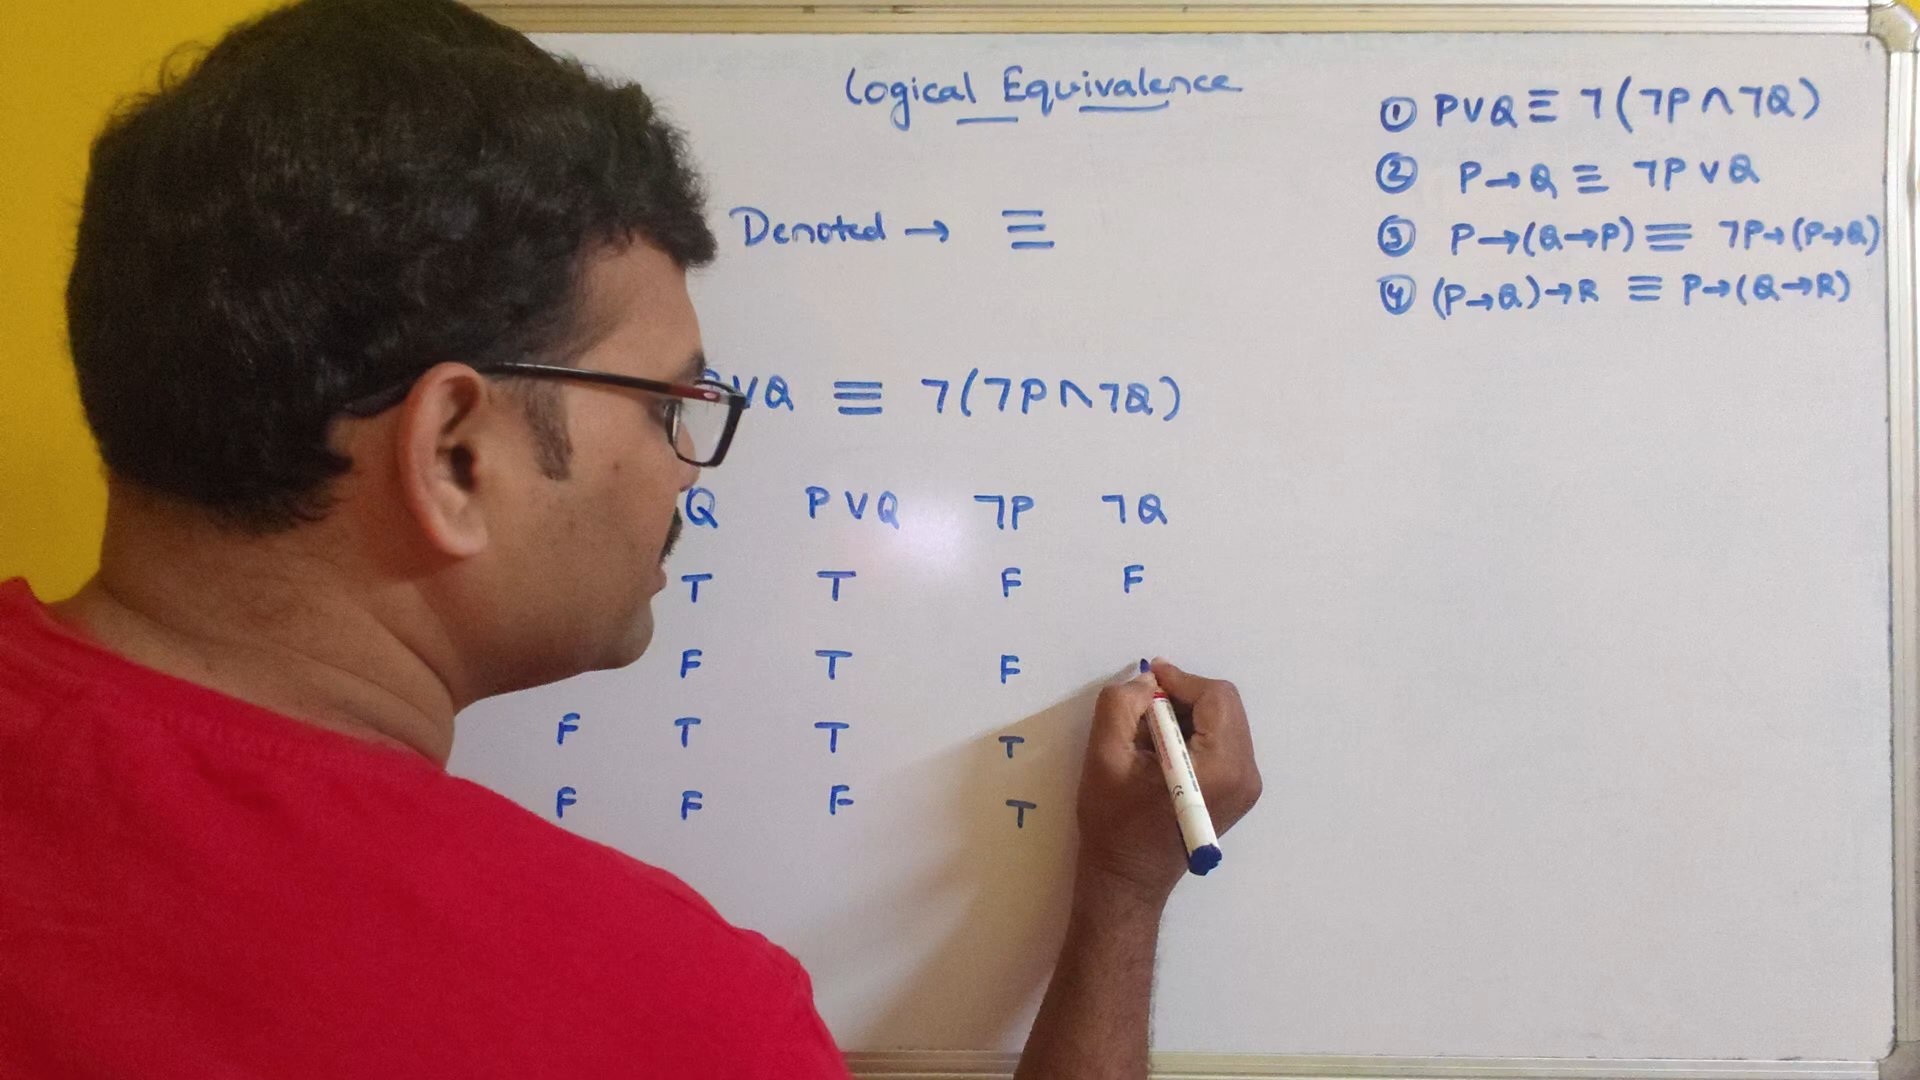 Logical Equivalence
① P∨Q ≡ ¬(¬P∧¬Q)
② P→Q ≡ ¬P∨Q
③ P→(Q→P) ≡ ¬P→(P→Q)
④ (P→Q)→R ≡ P→(Q→R)
Denoted → ≡
∨Q ≡ ¬(¬P∧¬Q)
Q P∨Q ¬P ¬Q
T T F F
F T F
F T T T
F F F T